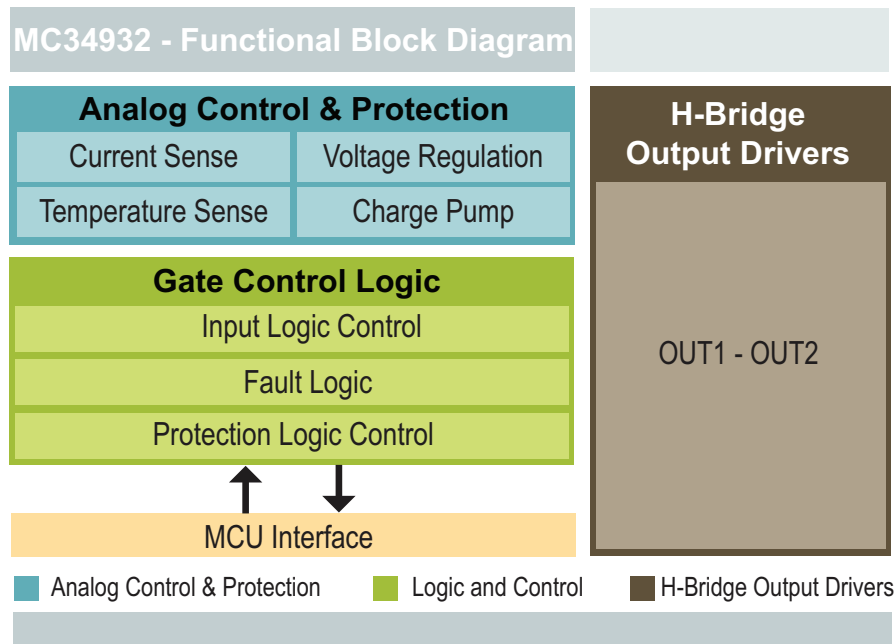 MC34932 - Functional Block Diagram
Analog Control & Protection
Current Sense
Voltage Regulation
Temperature Sense
Charge Pump
Gate Control Logic
Input Logic Control
Fault Logic
Protection Logic Control
MCU Interface
H-Bridge
Output Drivers
OUT1 - OUT2
Analog Control & Protection
Logic and Control
H-Bridge Output Drivers